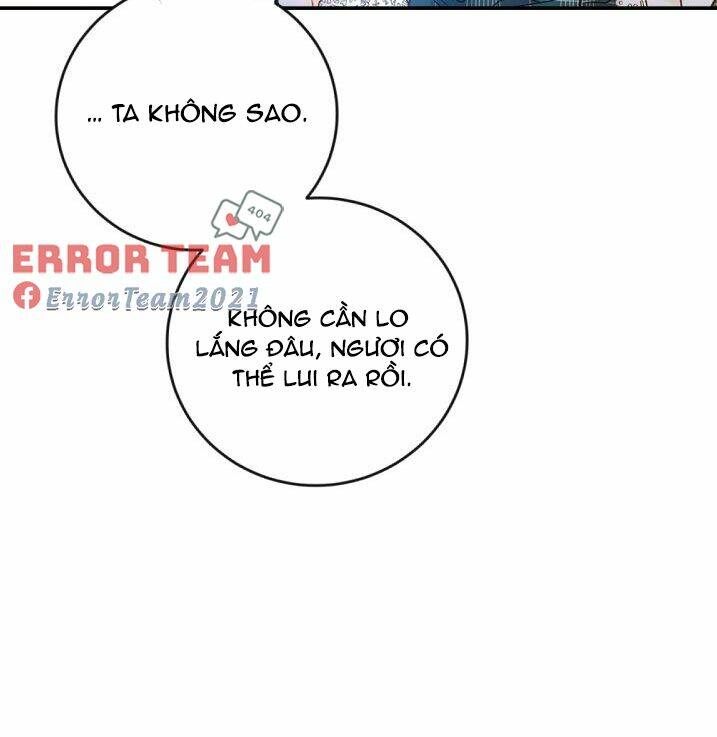 ... TA KHÔNG SAO.
404
ERROR TEAM
ErrorTeam2021
KHÔNG CẦN LO
LẮNG ĐÂU, NGƯƠI CÓ
THỂ LUI RA RỒI.